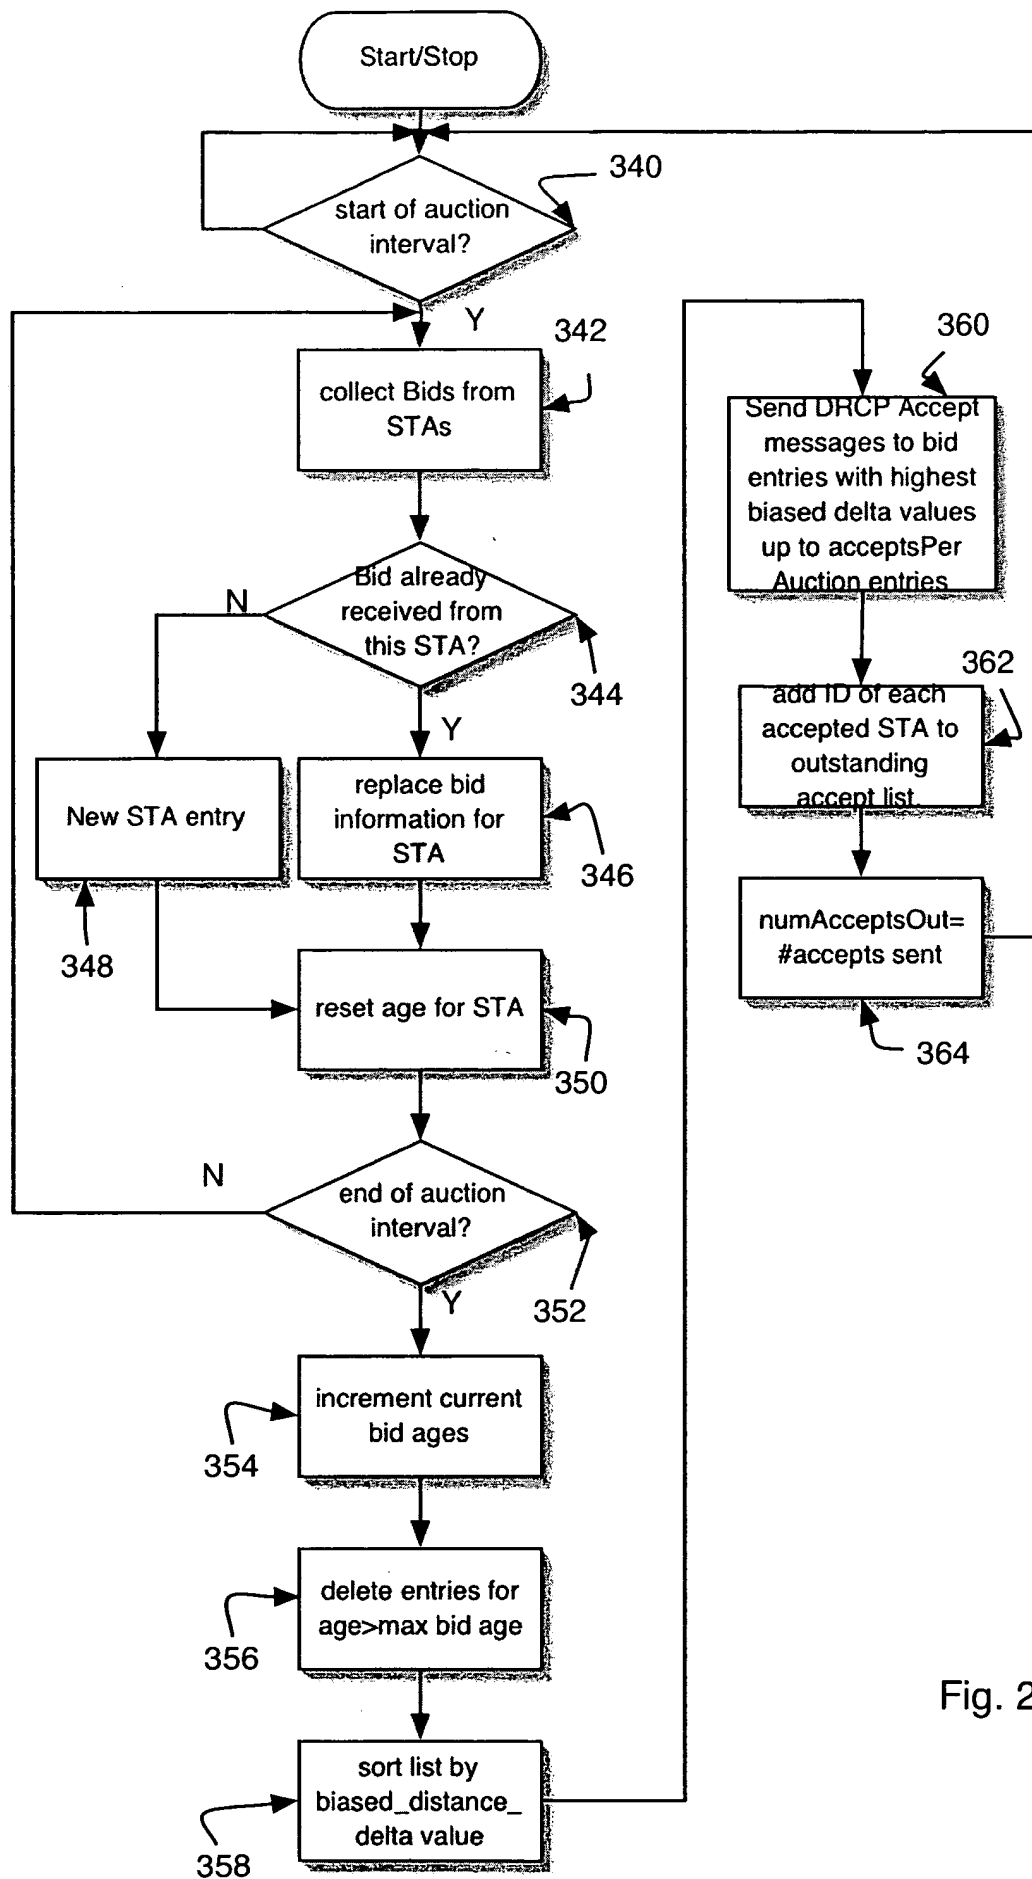 Start/Stop
340
start of auction
interval?
Y
342
collect Bids from
STAs
Bid already
received from
this STA?
N
344
Y
New STA entry
348
replace bid
information for
STA
346
reset age for STA
350
end of auction
interval?
N
352
Y
increment current
bid ages
354
delete entries for
age>max bid age
356
sort list by
biased_distance_
delta value
358
360
Send DRCP Accept
messages to bid
entries with highest
biased delta values
up to acceptsPer
Auction entries
362
add ID of each
accepted STA to
outstanding
accept list.
numAcceptsOut=
#accepts sent
364
Fig. 2